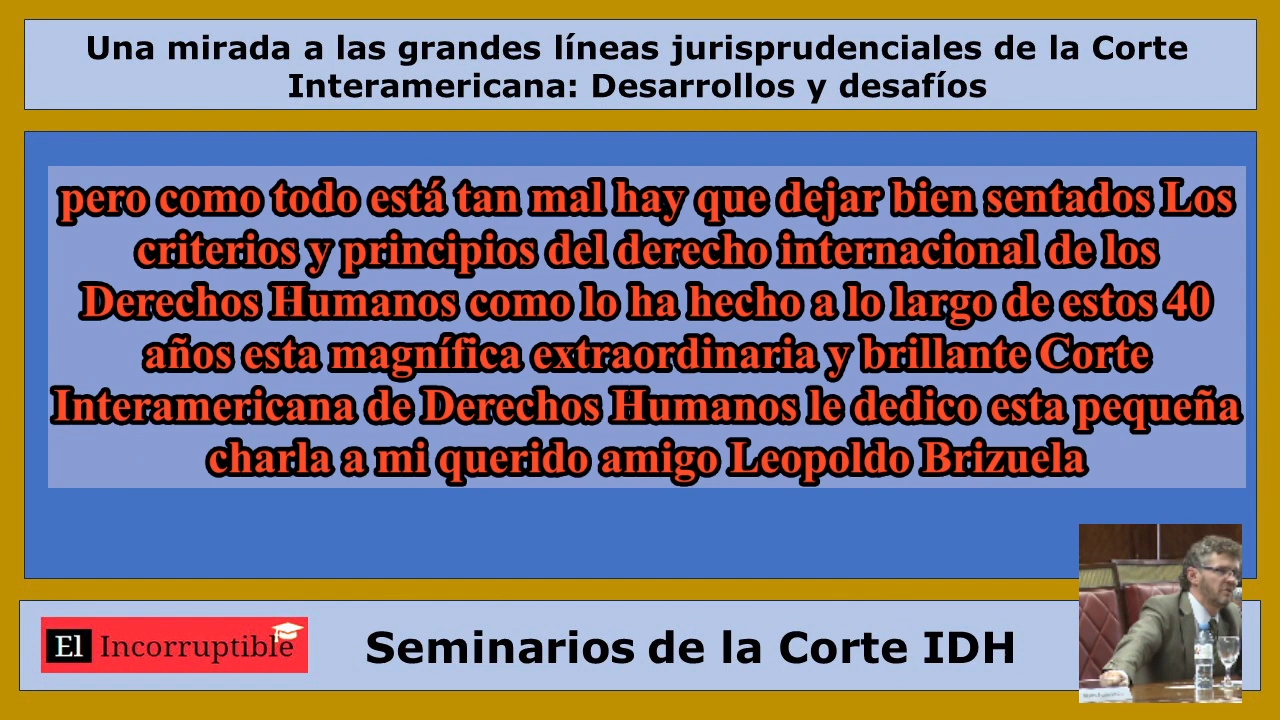 Una mirada a las grandes líneas jurisprudenciales de la Corte
Interamericana: Desarrollos y desafíos
pero como todo está tan mal hay que dejar bien sentados Los
criterios y principios del derecho internacional de los
Derechos Humanos como lo ha hecho a lo largo de estos 40
años esta magnífica extraordinaria y brillante Corte
Interamericana de Derechos Humanos le dedico esta pequeña
charla a mi querido amigo Leopoldo Brizuela
El Incorruptible
Seminarios de la Corte IDH